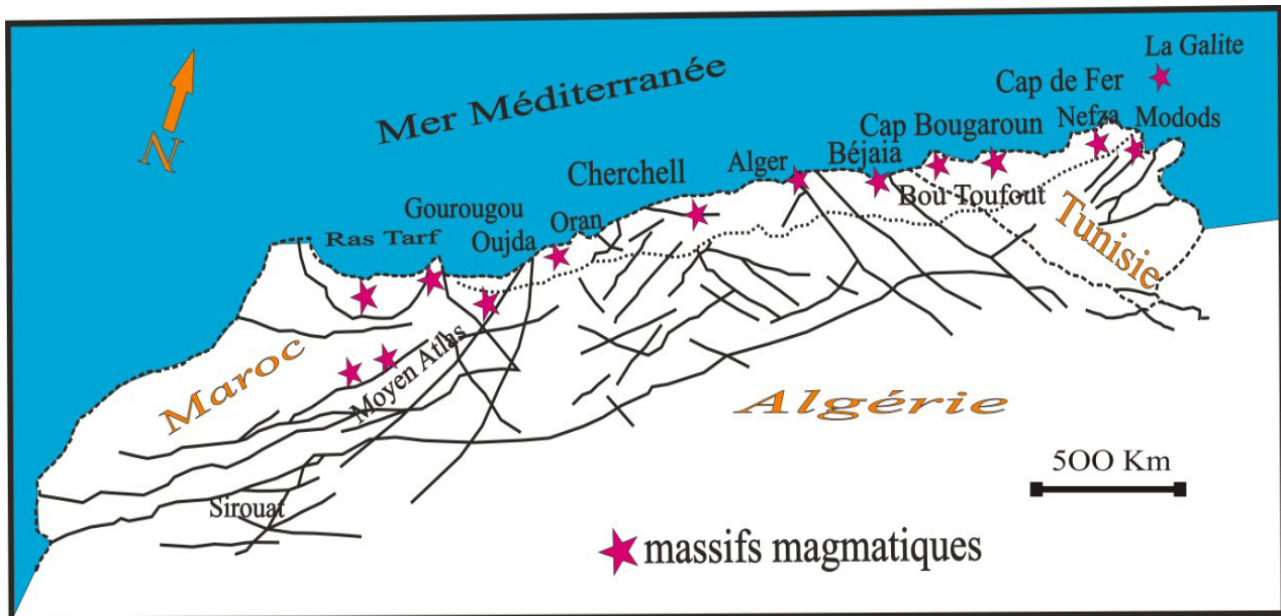 La Galite
Mer Méditerranée
Cap de Fer
Nefza
Modods
N
Cap Bougaroun
Cherchell
Alger
Béjaia
Bou Toufout
Gourougou
Oran
Ras Tarf
Oujda
Tunisie
Maroc
Moyen Atlas
Algérie
500 Km
Sirouat
massifs magmatiques